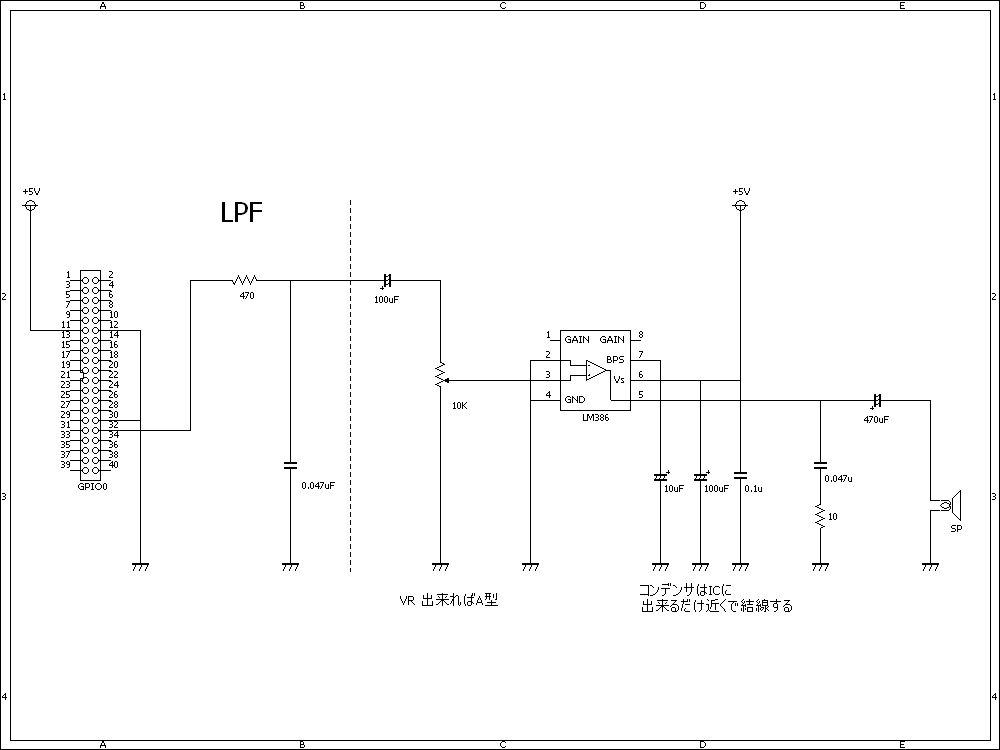 A B C D E
1 1
+5V +5V
LPF
1 2
3 4
5 6
7 8
9 10
11 12
13 14
15 16
17 18
19 20
21 22
23 24
25 26
27 28
29 30
31 32
33 34
35 36
37 38
39 40
GPIO0
470
0.047uF
100uF
10K
VR 出来ればA型
1 GAIN GAIN 8
2 BPS 7
3 Vs 6
4 GND 5
LM386
+ 10uF
+ 100uF
0.1u
コンデンサはICに
出来るだけ近くで結線する
0.047u
10
+
470uF
SP
2 2
3 3
4 4
A B C D E